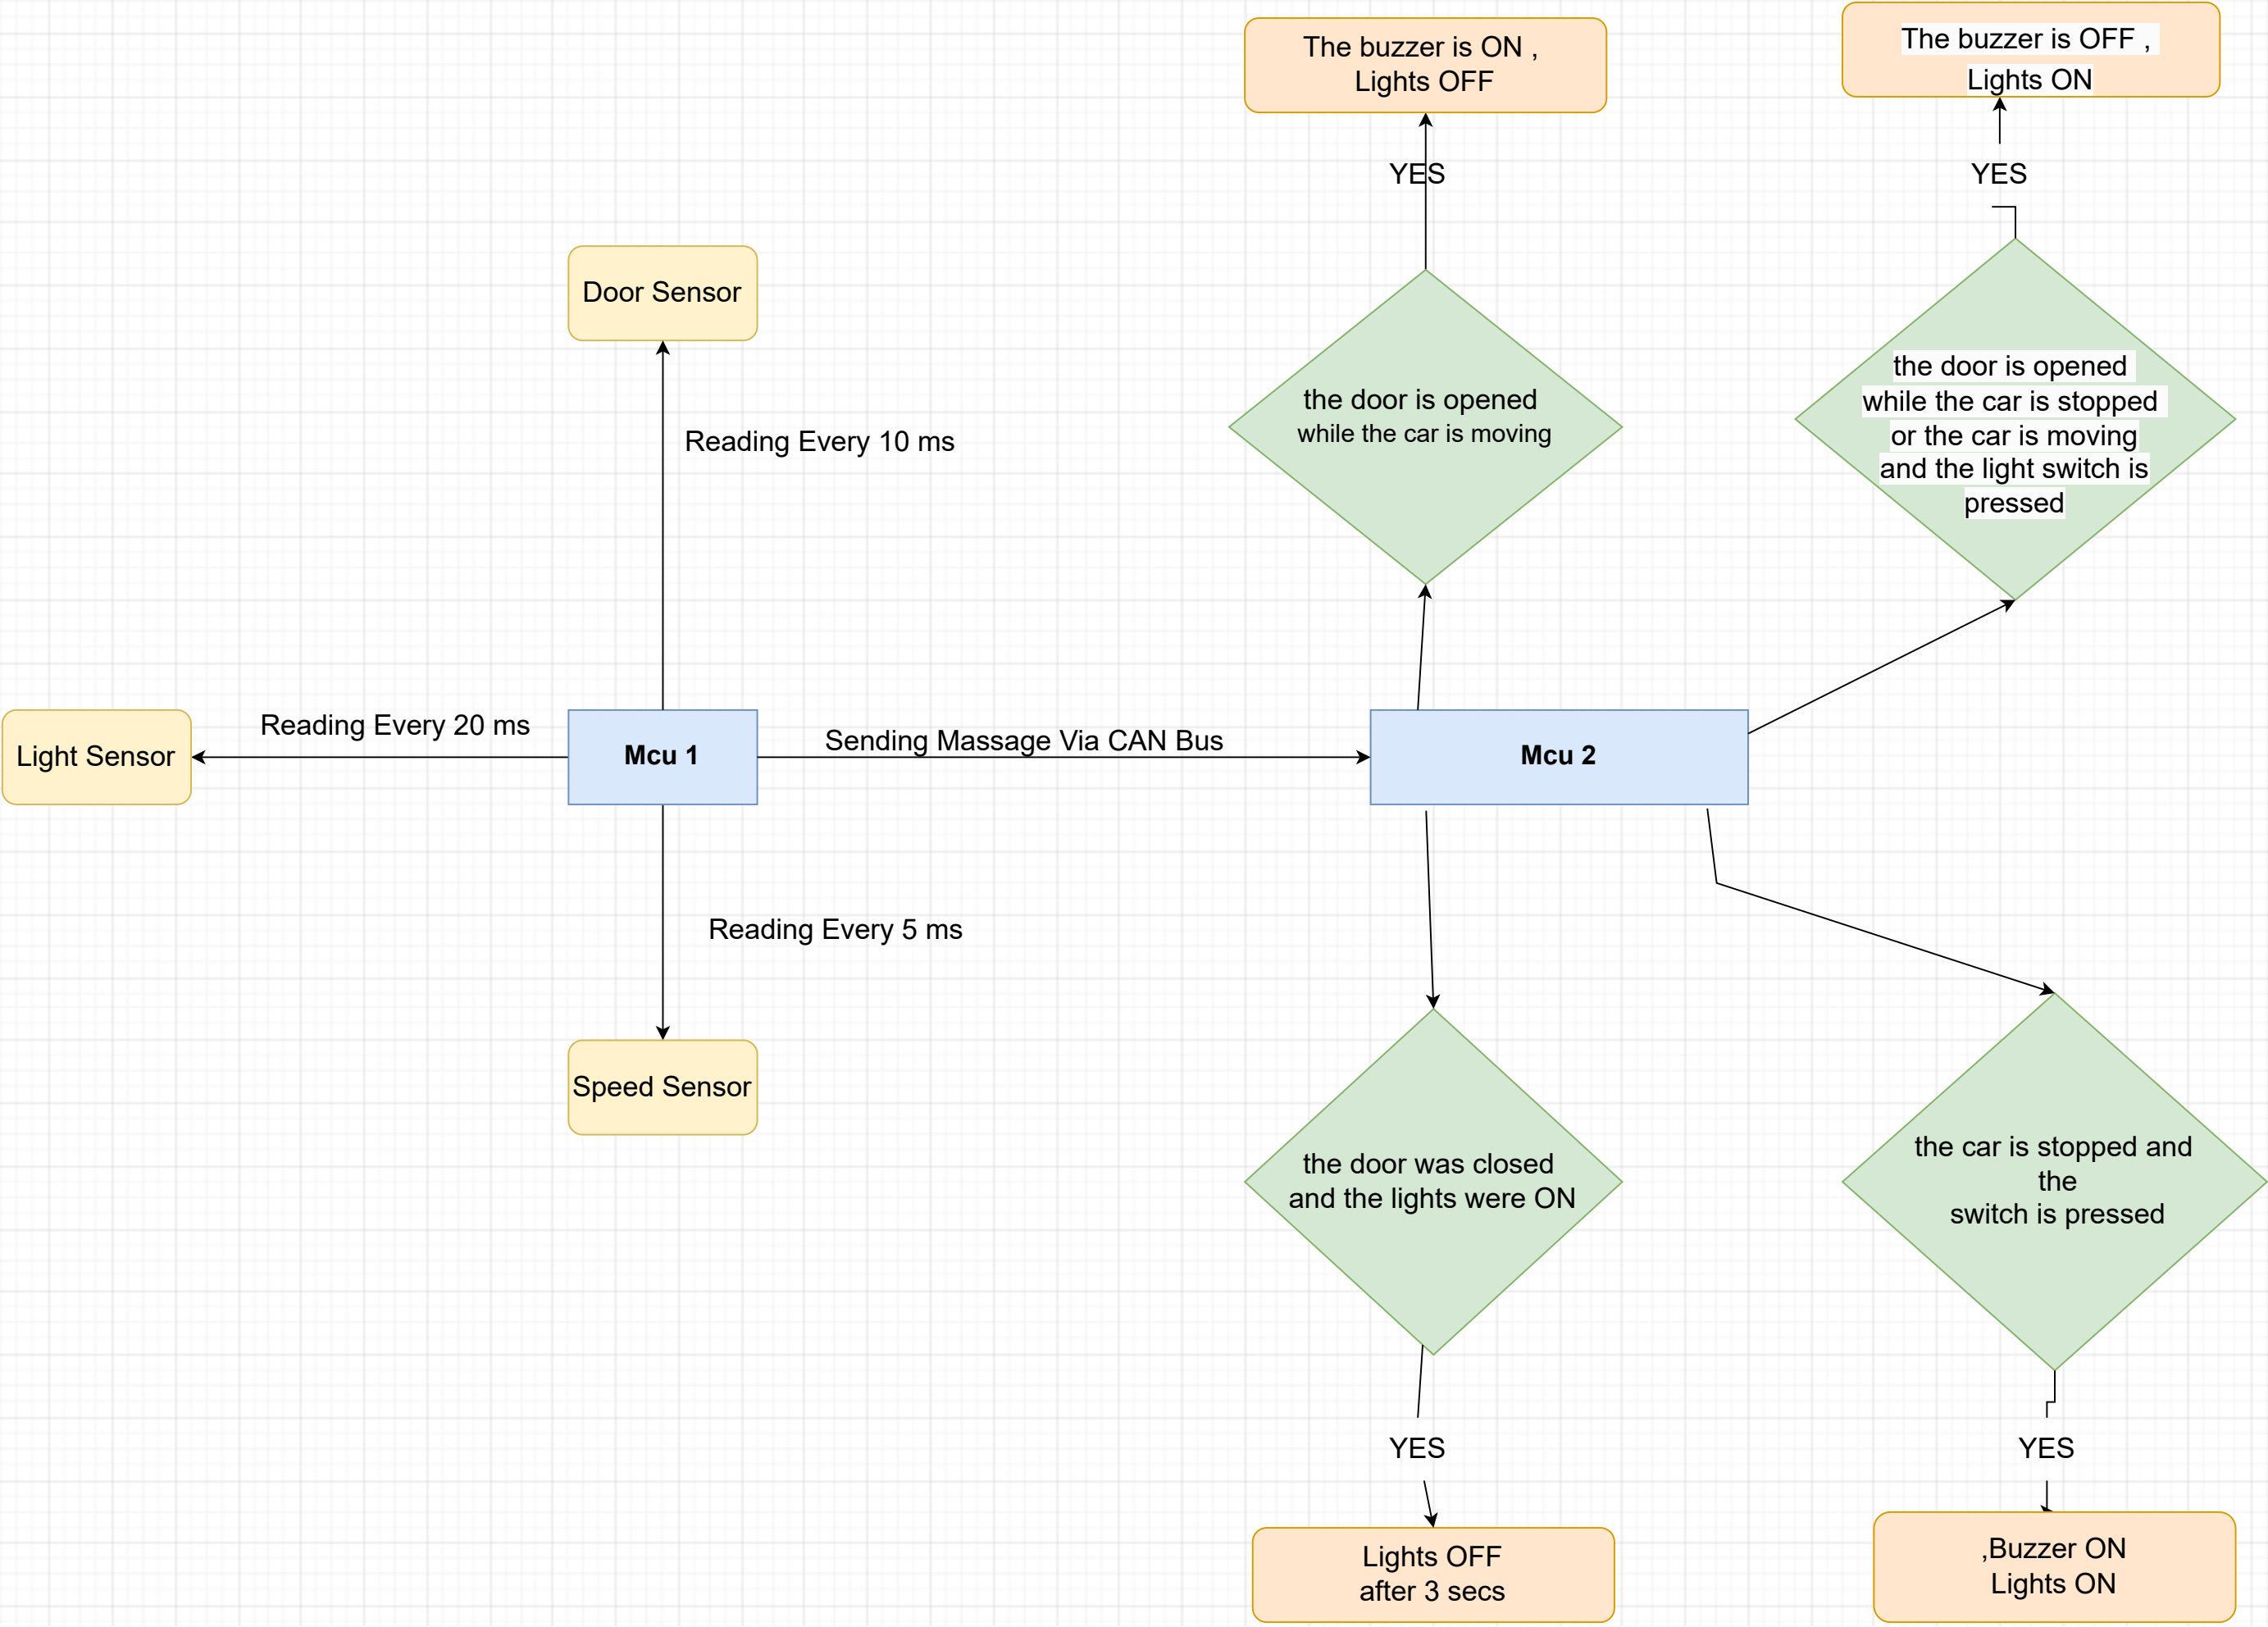 The buzzer is ON ,
Lights OFF
The buzzer is OFF ,
Lights ON
YES
YES
Door Sensor
Reading Every 10 ms
the door is opened
while the car is moving
the door is opened
while the car is stopped
or the car is moving
and the light switch is
pressed
Light Sensor
Reading Every 20 ms
Mcu 1
Sending Massage Via CAN Bus
Mcu 2
Reading Every 5 ms
Speed Sensor
the door was closed
and the lights were ON
the car is stopped and
the
switch is pressed
YES
YES
Lights OFF
after 3 secs
,Buzzer ON
Lights ON